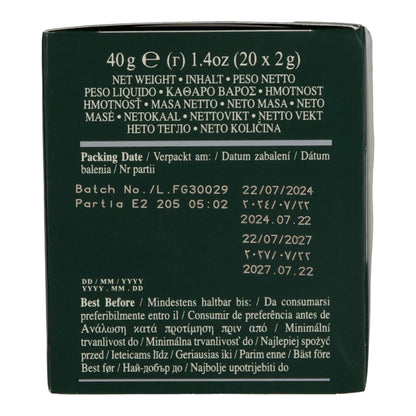 40g ℮ (г) 1.4oz (20 x 2g)
NET WEIGHT • INHALT • PESO NETTO
PESO LIQUIDO • ΚΑΘΑΡΟ ΒΑΡΟΣ • HMOTNOST
HMOTNOSŤ • MASA NETTO • NETO MASA • NETO
MASĖ • NETOKAAL • NETTOVIKT • NETTO VEKT
НЕТО ТЕГЛО • NETO KOLIČINA
Packing Date / Verpackt am: / Datum zabalení / Dátum
balenia / Nr partii
Batch No./L.FG30029 22/07/2024
Partia E2 205 05:02 ٢٠٢٤/٠٧/٢٢
2024.07.22
22/07/2027
٢٠٢٧/٠٧/٢٢
2027.07.22
DD / MM / YYYY
YYYY . MM . DD
Best Before / Mindestens haltbar bis: / Da consumarsi
preferibilmente entro il / Consumir de preferência antes de
Ανάλωση κατά προτίμηση πριν από / Minimální
trvanlivost do / Minimálna trvanlivosť do / Najlepiej spożyć
przed / Ieteicams līdz / Geriausias iki / Parim enne / Bäst före
Best før / Най-добър до / Najbolje upotrijebiti do